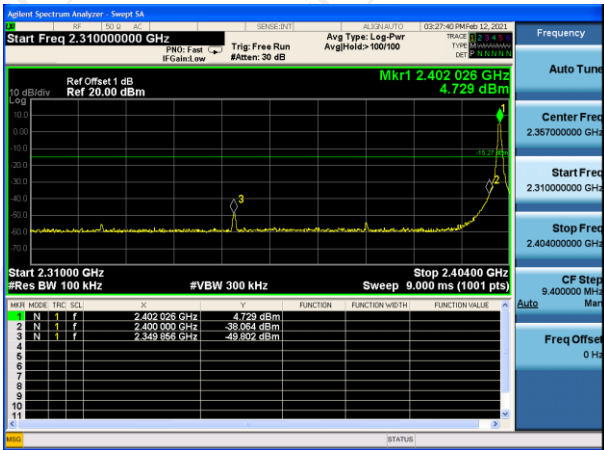 Agilent Spectrum Analyzer - Swept SA
RF 50 Ω AC SENSE:INT ALIGN AUTO 03:27:40 PM Feb 12, 2021
Start Freq 2.310000000 GHz
PNO: Fast
IFGain:Low
Trig: Free Run
#Atten: 30 dB
Avg Type: Log-Pwr
Avg|Hold:>100/100
TRACE 1 2 3 4 5 6
TYPE M
DET P N N N N N
Frequency
Auto Tune
Center Freq
2.357000000 GHz
Start Freq
2.310000000 GHz
Stop Freq
2.404000000 GHz
CF Step
9.400000 MHz
Auto Man
Freq Offset
0 Hz
Ref Offset 1 dB
10 dB/div Ref 20.00 dBm
Log
Mkr1 2.402 026 GHz
4.729 dBm
10.0
0.00
-10.0
-20.0
-30.0
-40.0
-50.0
-60.0
-70.0
1
2
3
Start 2.31000 GHz Stop 2.40400 GHz
#Res BW 100 kHz #VBW 300 kHz Sweep 9.000 ms (1001 pts)
MKR MODE TRC SCL X Y FUNCTION FUNCTION WIDTH FUNCTION VALUE
1 N 1 f 2.402 026 GHz 4.729 dBm
2 N 1 f 2.400 000 GHz -38.064 dBm
3 N 1 f 2.349 856 GHz -49.802 dBm
4
5
6
7
8
9
10
11
MSG STATUS